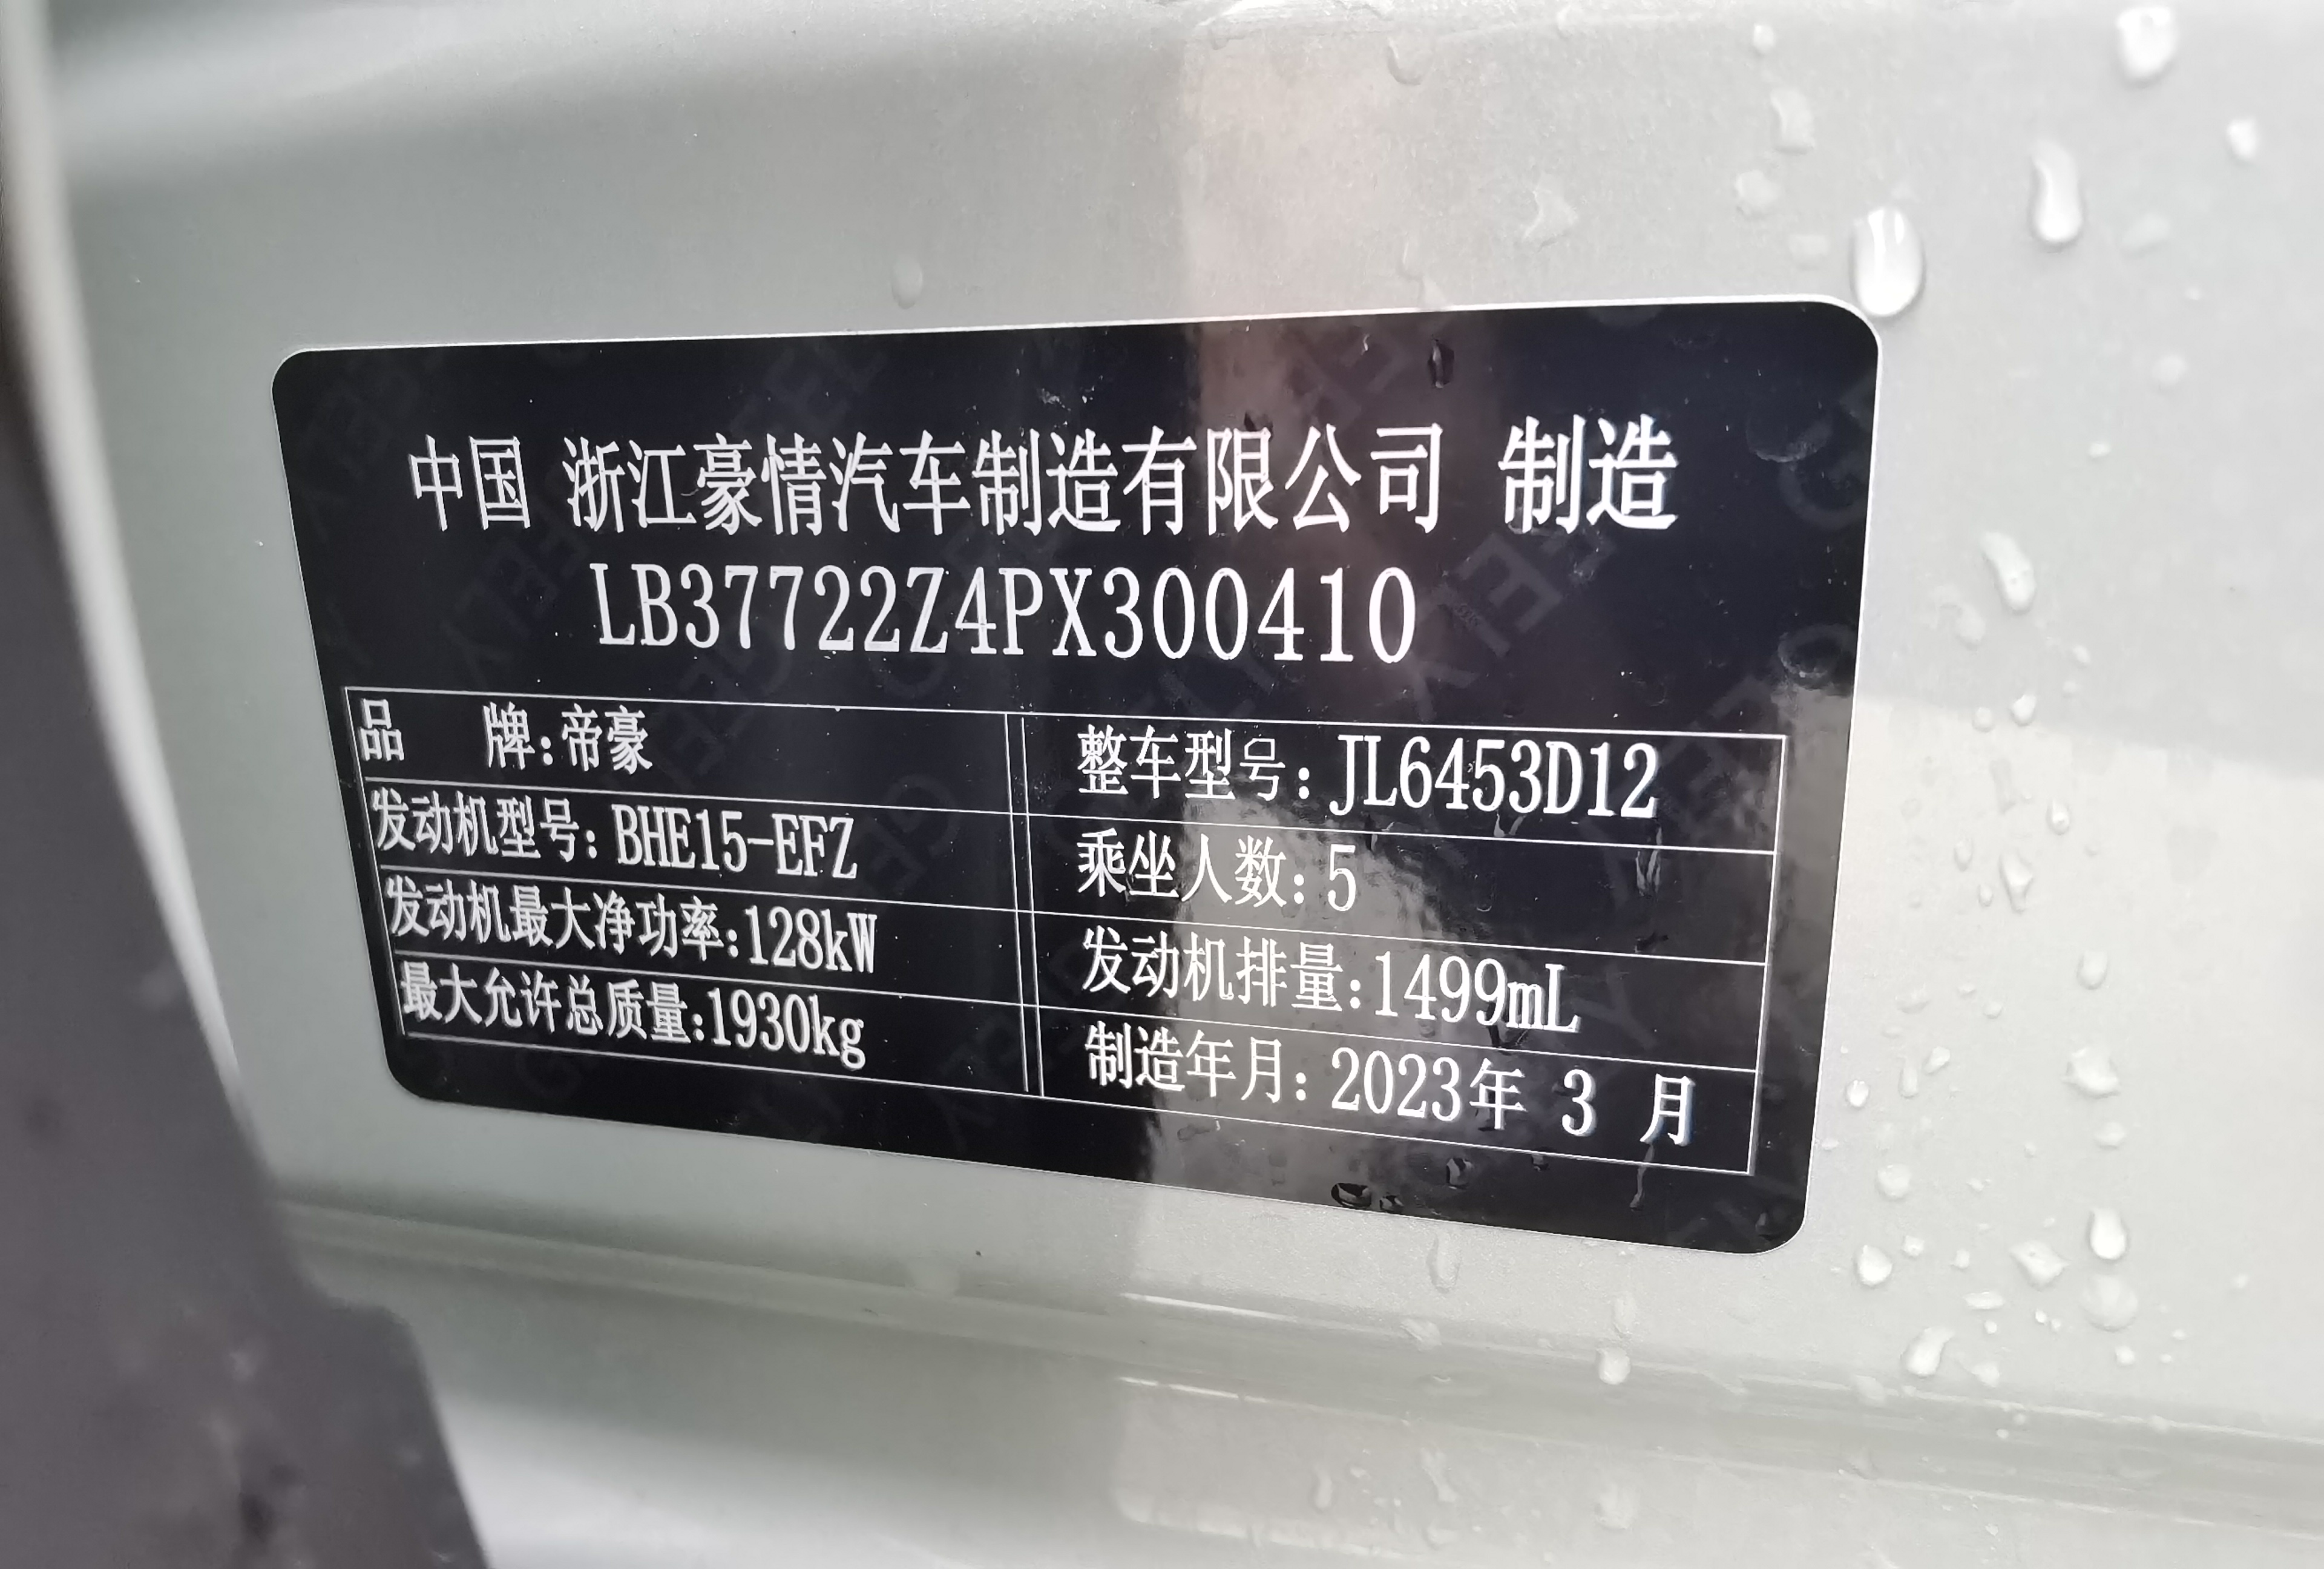 中国 浙江豪情汽车制造有限公司 制造
LB37722Z4PX300410
品 牌:帝豪
整车型号:JL6453D12
发动机型号:BHE15-EFZ
乘坐人数:5
发动机最大净功率:128kW
发动机排量:1499mL
最大允许总质量:1930kg
制造年月:2023年 3 月